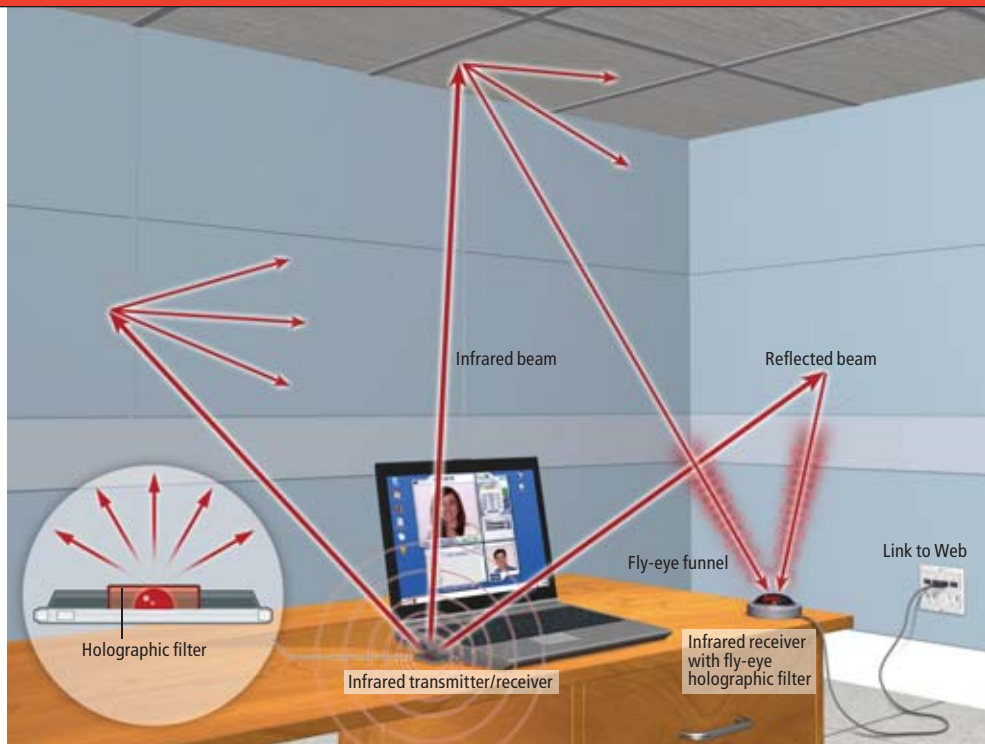 Infrared beam
Reflected beam
Fly-eye funnel
Link to Web
Holographic filter
Infrared transmitter/receiver
Infrared receiver
with fly-eye
holographic filter